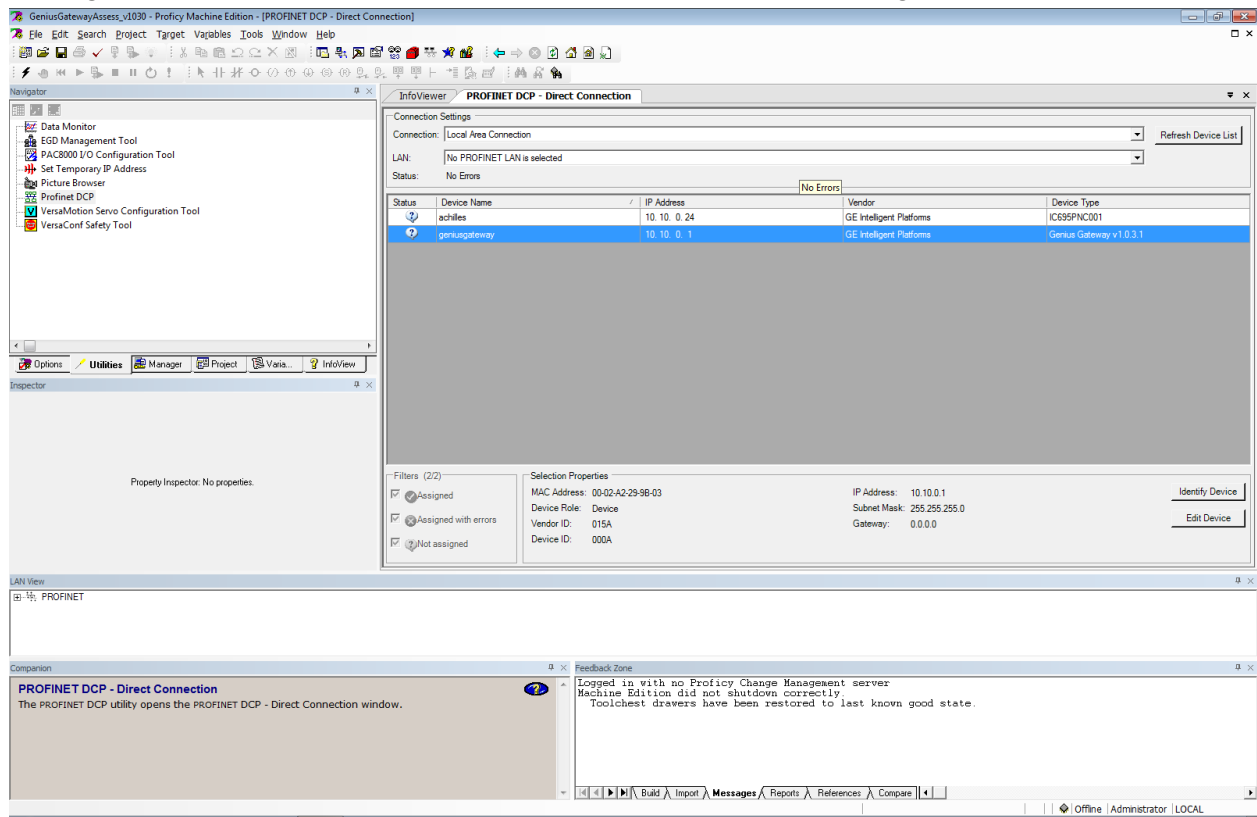 GeniusGatewayAssess_v1030 - Proficy Machine Edition - [PROFINET DCP - Direct Connection]
File Edit Search Project Target Variables Tools Window Help
Navigator
Data Monitor
EGD Management Tool
PAC8000 I/O Configuration Tool
Set Temporary IP Address
Picture Browser
Profinet DCP
VersaMotion Servo Configuration Tool
VersaConf Safety Tool
Options Utilities Manager Project Varia... InfoView
Inspector
Property Inspector: No properties.
InfoViewer PROFINET DCP - Direct Connection
Connection Settings
Connection: Local Area Connection Refresh Device List
LAN: No PROFINET LAN is selected
Status: No Errors
No Errors
Status Device Name IP Address Vendor Device Type
achilles 10. 10. 0. 24 GE Intelligent Platforms IC695PNC001
geniusgateway 10. 10. 0. 1 GE Intelligent Platforms Genius Gateway v1.0.3.1
Filters (2/2)
Assigned
Assigned with errors
Not assigned
Selection Properties
MAC Address: 00-02-A2-29-9B-03 IP Address: 10.10.0.1 Identify Device
Device Role: Device Subnet Mask: 255.255.255.0
Vendor ID: 015A Gateway: 0.0.0.0 Edit Device
Device ID: 000A
LAN View
PROFINET
Companion
PROFINET DCP - Direct Connection
The PROFINET DCP utility opens the PROFINET DCP - Direct Connection window.
Feedback Zone
Logged in with no Proficy Change Management server
Machine Edition did not shutdown correctly.
Toolchest drawers have been restored to last known good state.
Build Import Messages Reports References Compare
Offline Administrator LOCAL